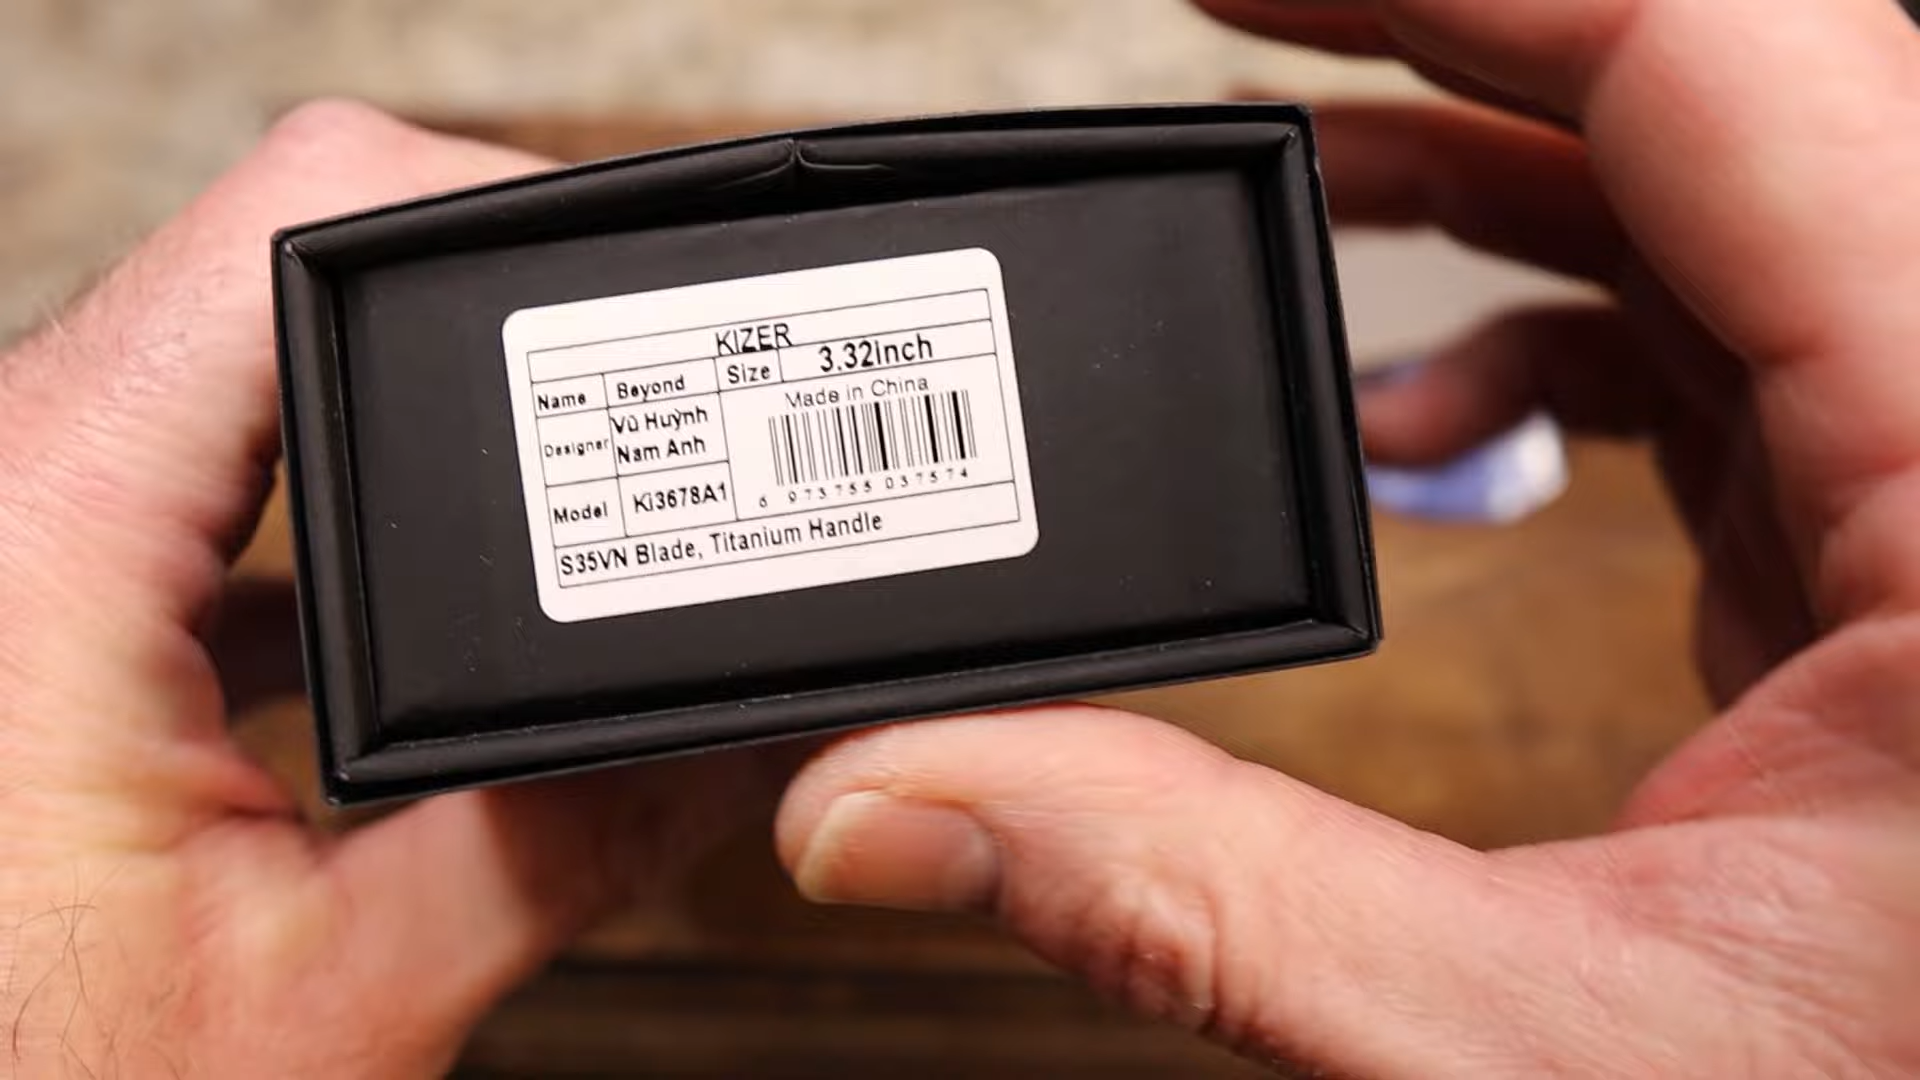 KIZER
Name Beyond Size 3.32inch
Designer Vũ Huỳnh Nam Anh
Made in China
6 973755 037574
Model Ki3678A1
S35VN Blade, Titanium Handle